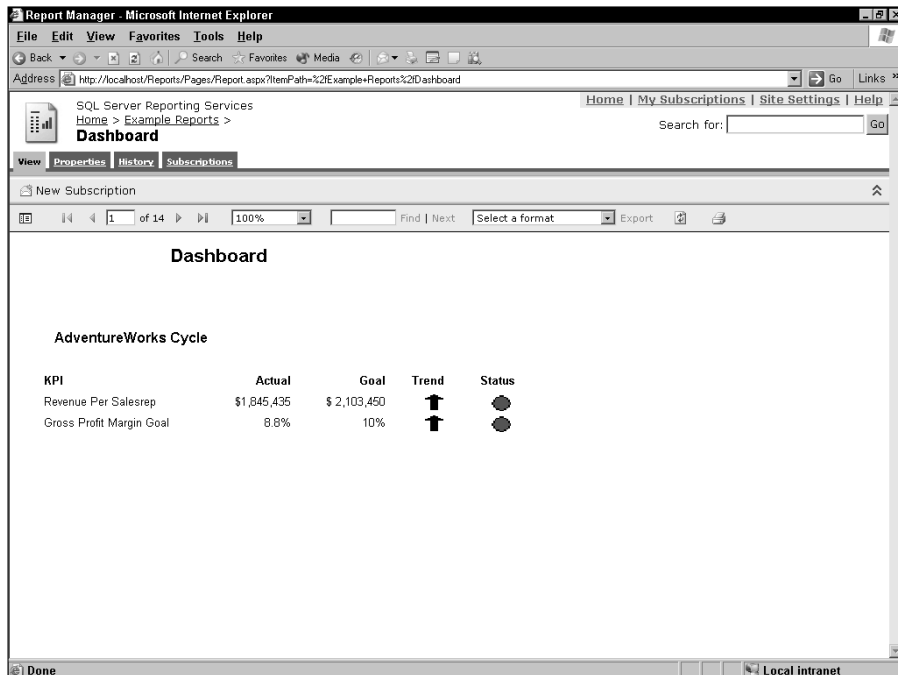 Report Manager - Microsoft Internet Explorer
File Edit View Favorites Tools Help
Back Search Favorites Media
Address http://localhost/Reports/Pages/Report.aspx?ItemPath=%2fExample+Reports%2fDashboard Go Links »
SQL Server Reporting Services
Home | My Subscriptions | Site Settings | Help
Home > Example Reports >
Dashboard
Search for: Go
View Properties History Subscriptions
New Subscription
1 of 14 100% Find | Next Select a format Export
Dashboard
AdventureWorks Cycle
KPI Actual Goal Trend Status
Revenue Per Salesrep $1,845,435 $ 2,103,450
Gross Profit Margin Goal 8.8% 10%
Done Local intranet